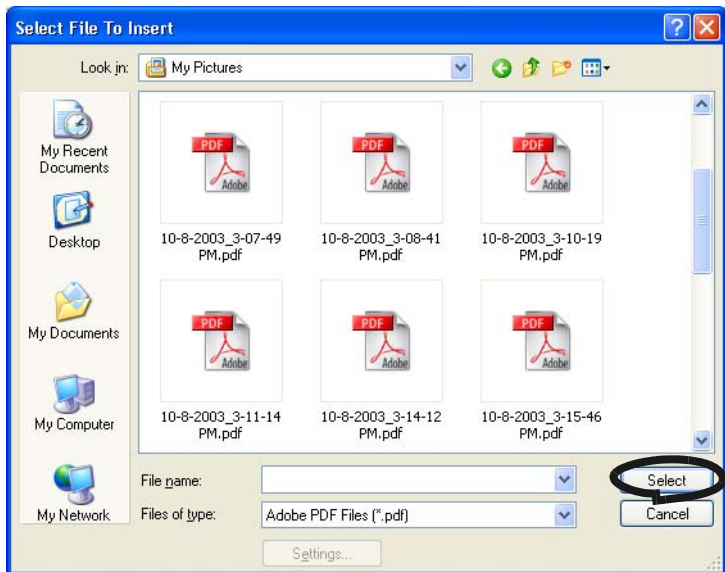 Select File To Insert
Look in:
My Pictures
My Recent
Documents
Desktop
My Documents
My Computer
My Network
PDF
Adobe
PDF
Adobe
PDF
Adobe
10-8-2003_3-07-49
PM.pdf
10-8-2003_3-08-41
PM.pdf
10-8-2003_3-10-19
PM.pdf
PDF
Adobe
PDF
Adobe
PDF
Adobe
10-8-2003_3-11-14
PM.pdf
10-8-2003_3-14-12
PM.pdf
10-8-2003_3-15-46
PM.pdf
File name:
Select
Files of type:
Adobe PDF Files (*.pdf)
Cancel
Settings...